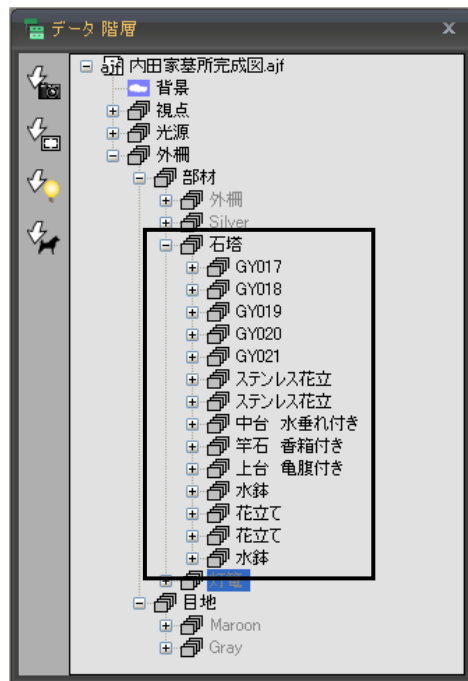 データ階層
内田家墓所完成図.ajf
背景
視点
光源
外柵
部材
外柵
Silver
石塔
GY017
GY018
GY019
GY020
GY021
ステンレス花立
ステンレス花立
中台 水垂れ付き
竿石 香箱付き
上台 亀腹付き
水鉢
花立て
花立て
水鉢
灯篭
目地
Maroon
Gray